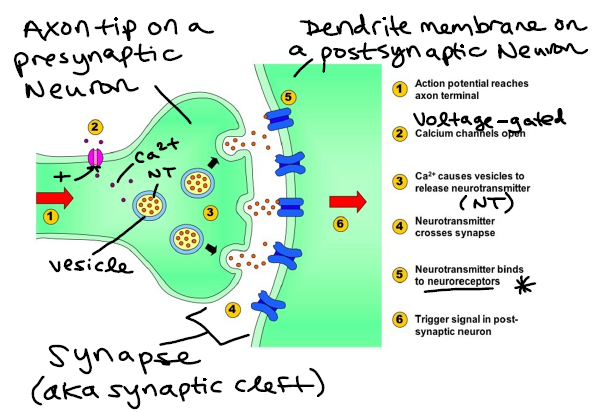 Axon tip on a
presynaptic
Neuron
Dendrite membrane on
a postsynaptic Neuron
5
2
Ca2+
NT
+
1
3
6
vesicle
4
Synapse
(aka synaptic cleft)
1 Action potential reaches
axon terminal
Voltage-gated
2 Calcium channels open
3 Ca2+ causes vesicles to
release neurotransmitter
(NT)
4 Neurotransmitter
crosses synapse
5 Neurotransmitter binds
to neuroreceptors *
6 Trigger signal in post-
synaptic neuron